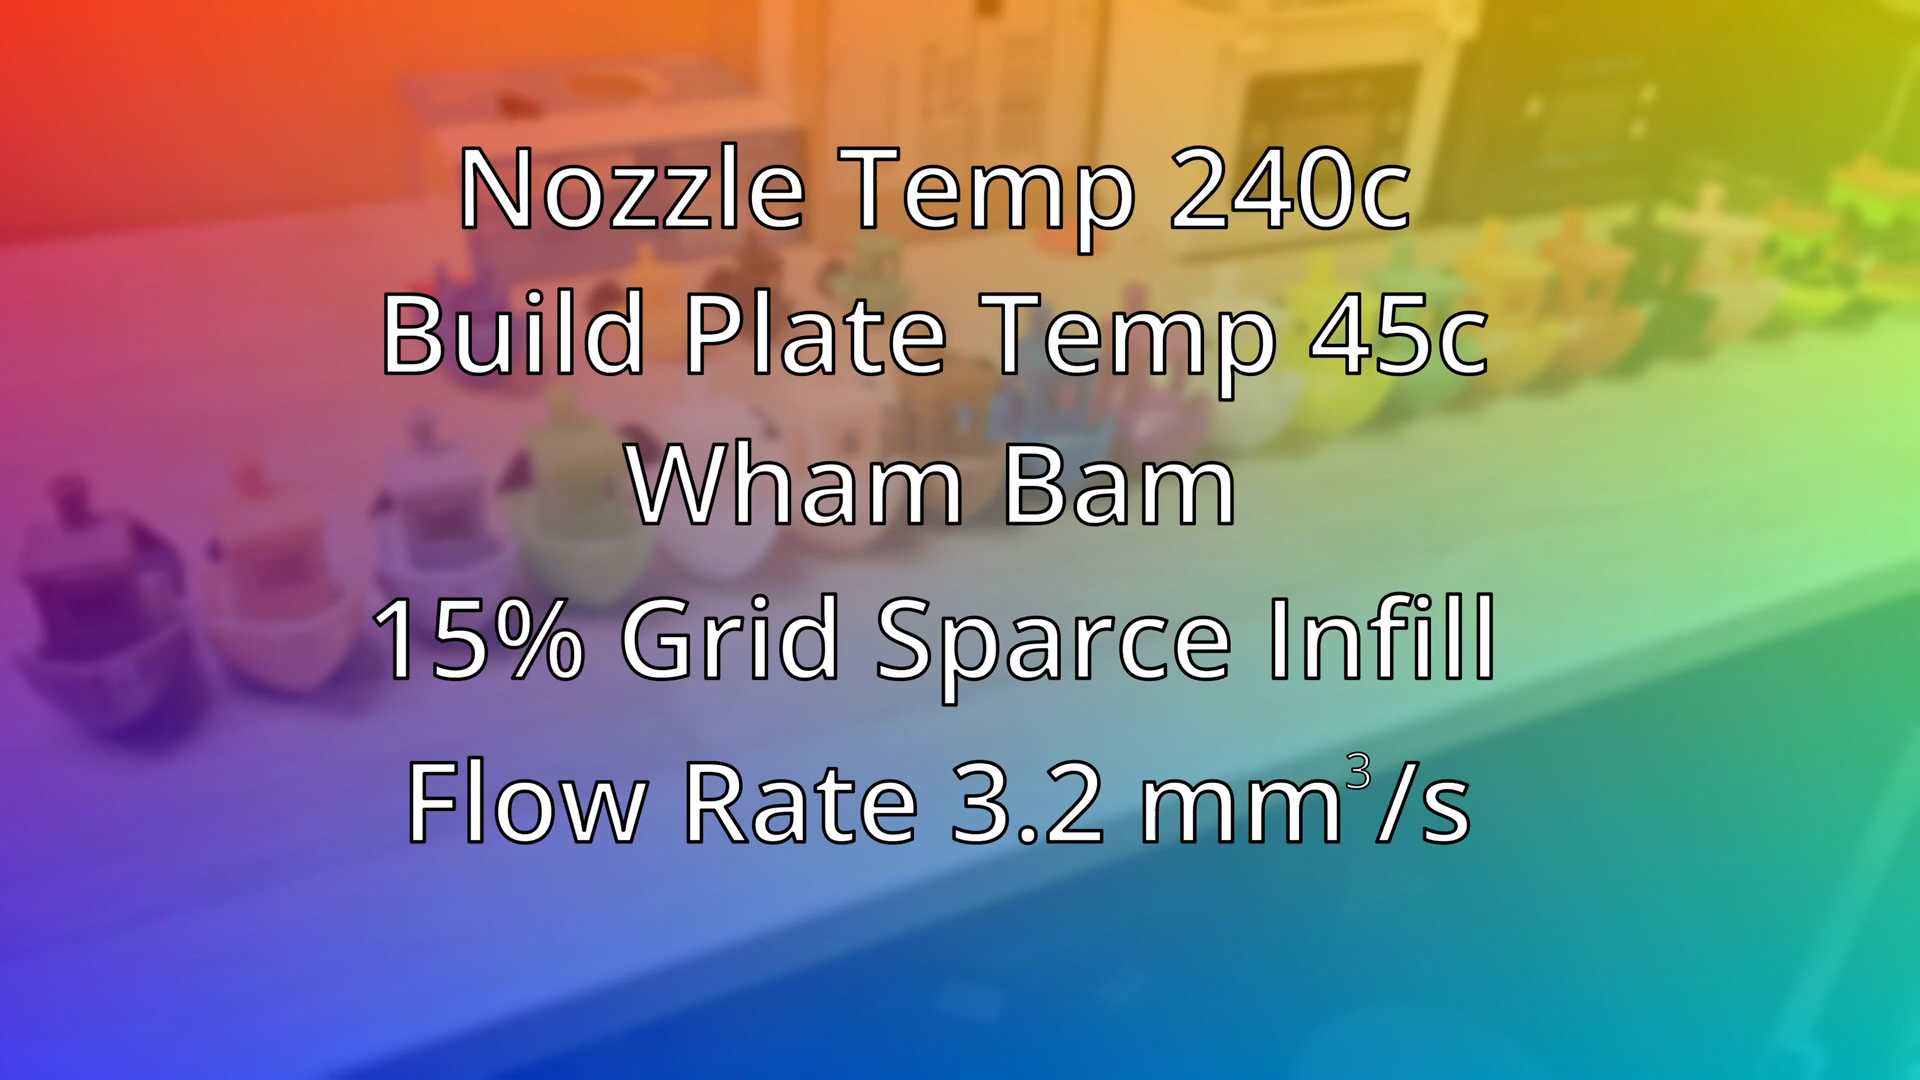 Nozzle Temp 240c
Build Plate Temp 45c
Wham Bam
15% Grid Sparce Infill
Flow Rate 3.2 mm³/s